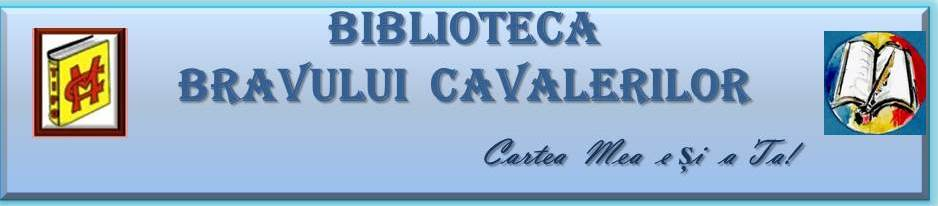 BIBLIOTECA
BRAVULUI CAVALERILOR
Cartea Mea e și a Ta!